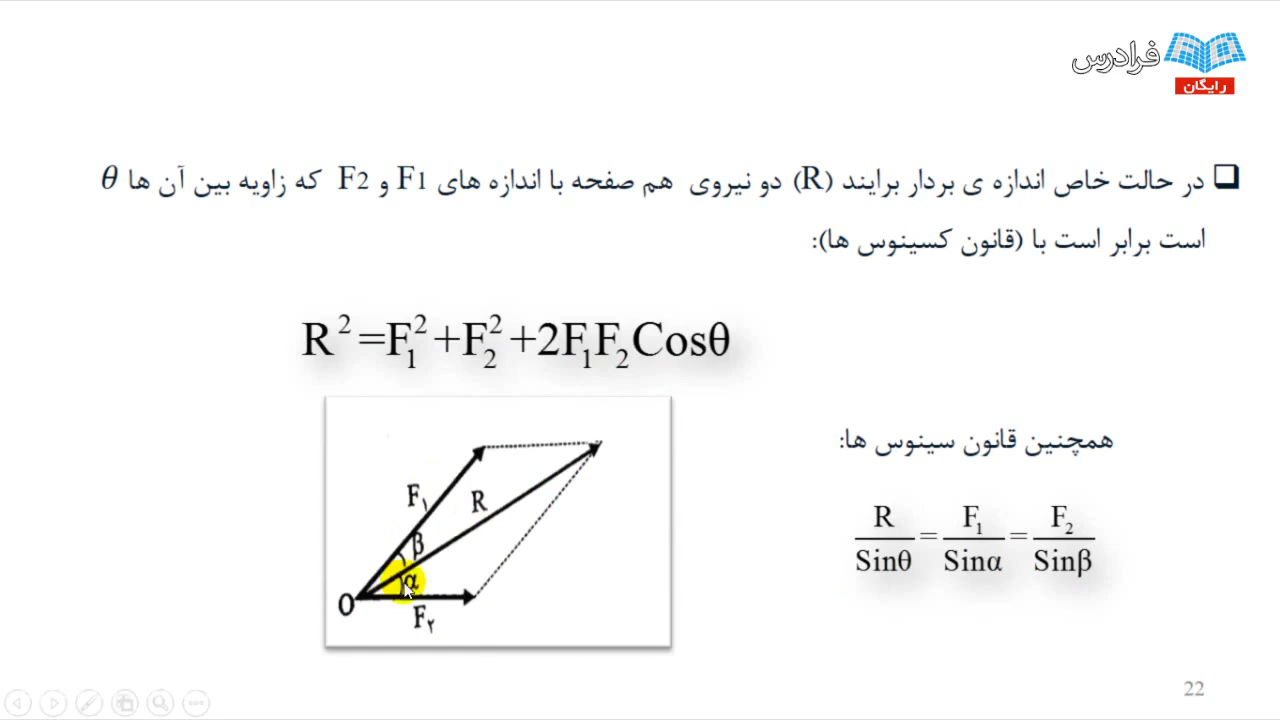 فرادرس
رایگان
در حالت خاص اندازه ی بردار برایند (R) دو نیروی هم صفحه با اندازه های F1 و F2 که زاویه بین آن ها θ
است برابر است با (قانون کسینوس ها):
R²=F₁²+F₂²+2F₁F₂Cosθ
همچنین قانون سینوس ها:
R/Sinθ = F₁/Sinα = F₂/Sinβ
F₁
R
β
α
O
F۲
22